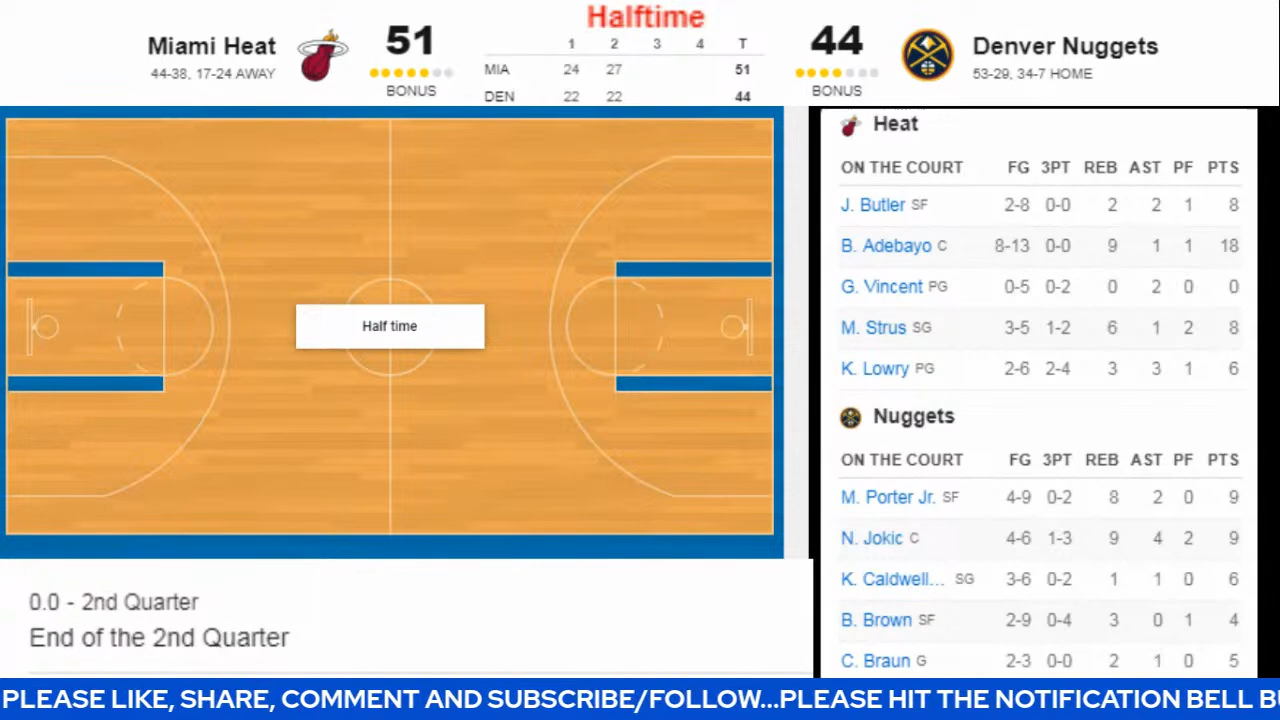 Halftime
Miami Heat
44-38, 17-24 AWAY
51
BONUS
1 2 3 4 T
MIA 24 27 51
DEN 22 22 44
44
BONUS
Denver Nuggets
53-29, 34-7 HOME
Half time
0.0 - 2nd Quarter
End of the 2nd Quarter
Heat
ON THE COURT FG 3PT REB AST PF PTS
J. Butler SF 2-8 0-0 2 2 1 8
B. Adebayo C 8-13 0-0 9 1 1 18
G. Vincent PG 0-5 0-2 0 2 0 0
M. Strus SG 3-5 1-2 6 1 2 8
K. Lowry PG 2-6 2-4 3 3 1 6
Nuggets
ON THE COURT FG 3PT REB AST PF PTS
M. Porter Jr. SF 4-9 0-2 8 2 0 9
N. Jokic C 4-6 1-3 9 4 2 9
K. Caldwell... SG 3-6 0-2 1 1 0 6
B. Brown SF 2-9 0-4 3 0 1 4
C. Braun G 2-3 0-0 2 1 0 5
PLEASE LIKE, SHARE, COMMENT AND SUBSCRIBE/FOLLOW...PLEASE HIT THE NOTIFICATION BELL B